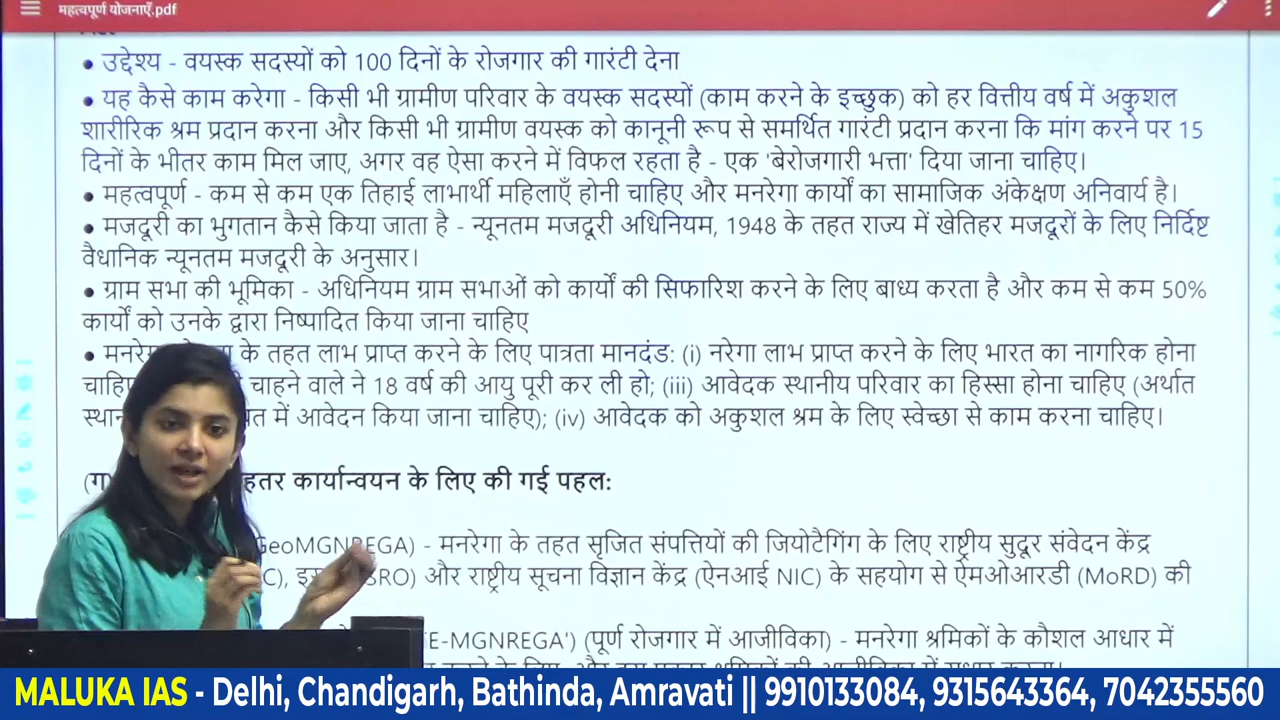 महत्वपूर्ण योजनाएँ.pdf
• उद्देश्य - वयस्क सदस्यों को 100 दिनों के रोजगार की गारंटी देना
• यह कैसे काम करेगा - किसी भी ग्रामीण परिवार के वयस्क सदस्यों (काम करने के इच्छुक) को हर वित्तीय वर्ष में अकुशल
शारीरिक श्रम प्रदान करना और किसी भी ग्रामीण वयस्क को कानूनी रूप से समर्थित गारंटी प्रदान करना कि मांग करने पर 15
दिनों के भीतर काम मिल जाए, अगर वह ऐसा करने में विफल रहता है - एक 'बेरोजगारी भत्ता' दिया जाना चाहिए।
• महत्वपूर्ण - कम से कम एक तिहाई लाभार्थी महिलाएँ होनी चाहिए और मनरेगा कार्यों का सामाजिक अंकेक्षण अनिवार्य है।
• मजदूरी का भुगतान कैसे किया जाता है - न्यूनतम मजदूरी अधिनियम, 1948 के तहत राज्य में खेतिहर मजदूरों के लिए निर्दिष्ट
वैधानिक न्यूनतम मजदूरी के अनुसार।
• ग्राम सभा की भूमिका - अधिनियम ग्राम सभाओं को कार्यों की सिफारिश करने के लिए बाध्य करता है और कम से कम 50%
कार्यों को उनके द्वारा निष्पादित किया जाना चाहिए
• के तहत लाभ प्राप्त करने के लिए पात्रता मानदंड: (i) नरेगा लाभ प्राप्त करने के लिए भारत का नागरिक होना
चाहने वाले ने 18 वर्ष की आयु पूरी कर ली हो; (iii) आवेदक स्थानीय परिवार का हिस्सा होना चाहिए (अर्थात
में आवेदन किया जाना चाहिए); (iv) आवेदक को अकुशल श्रम के लिए स्वेच्छा से काम करना चाहिए।
कार्यान्वयन के लिए की गई पहल:
GeoMGNREGA) - मनरेगा के तहत सृजित संपत्तियों की जियोटैगिंग के लिए राष्ट्रीय सुदूर संवेदन केंद्र
और राष्ट्रीय सूचना विज्ञान केंद्र (ऐनआई NIC) के सहयोग से ऐमओआरडी (MoRD) की
E-MGNREGA') (पूर्ण रोजगार में आजीविका) - मनरेगा श्रमिकों के कौशल आधार में
MALUKA IAS - Delhi, Chandigarh, Bathinda, Amravati || 9910133084, 9315643364, 7042355560